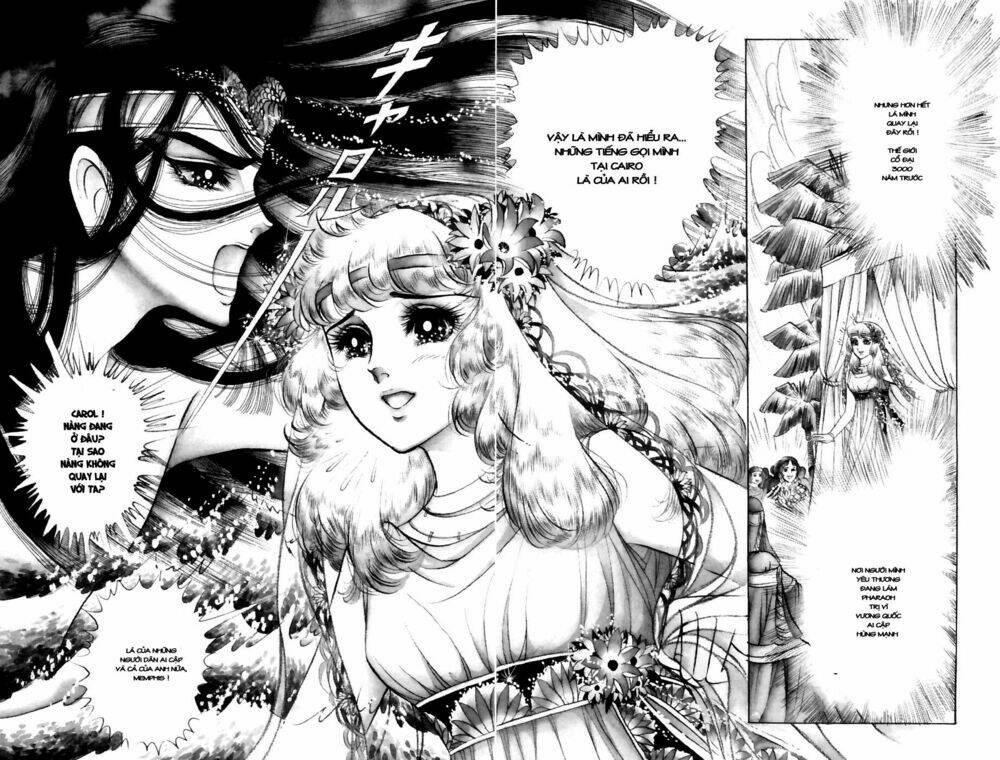 NHƯNG HƠN HẾT
LÀ MÌNH
QUAY LẠI
ĐÂY RỒI !
THẾ GIỚI
CỔ ĐẠI
3000
NĂM TRƯỚC
NƠI NGƯỜI MÌNH
YÊU THƯƠNG
ĐANG LÀM
PHARAOH
TRỊ VÌ
VƯƠNG QUỐC
AI CẬP
HÙNG MẠNH
VẬY LÀ MÌNH ĐÃ HIỂU RA...
NHỮNG TIẾNG GỌI MÌNH
TẠI CAIRO
LÀ CỦA AI RỒI !
キャロル
CAROL !
NÀNG ĐANG
Ở ĐÂU?
TẠI SAO
NÀNG KHÔNG
QUAY LẠI
VỚI TA?
LÀ CỦA NHỮNG
NGƯỜI DÂN AI CẬP
VÀ CẢ CỦA ANH NỮA,
MEMPHIS !